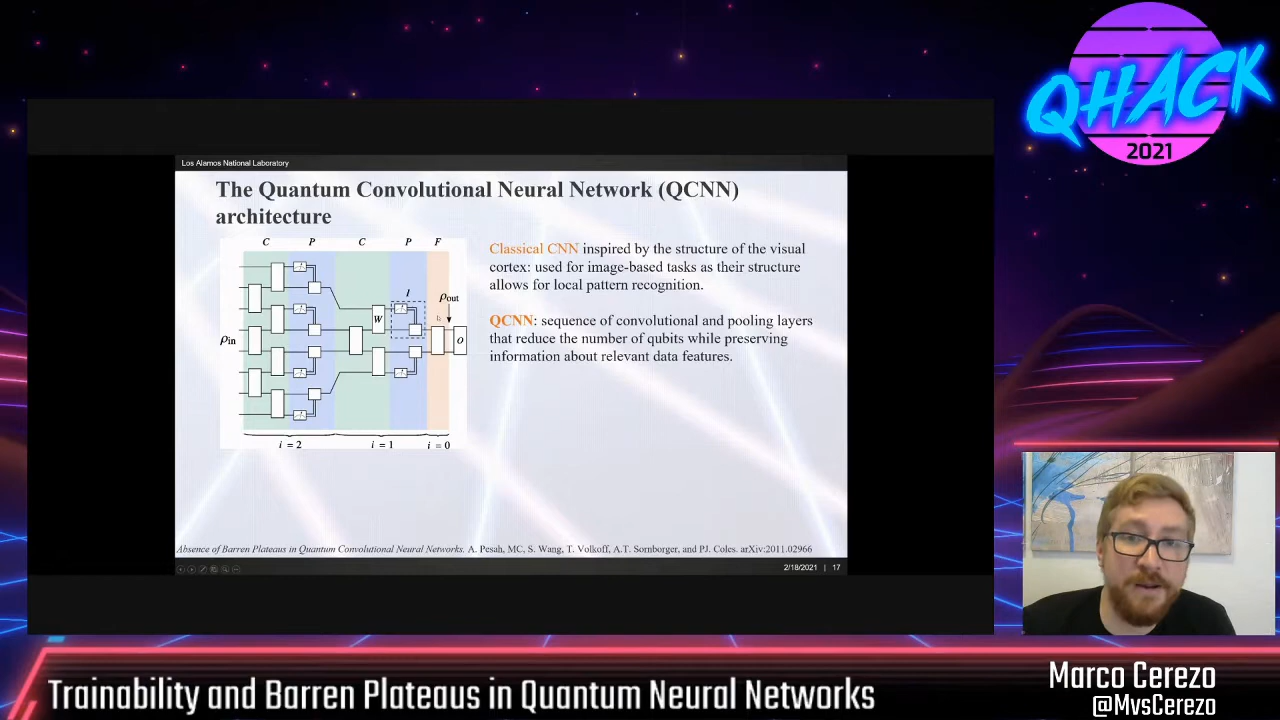 QHACK
2021
Los Alamos National Laboratory
The Quantum Convolutional Neural Network (QCNN)
architecture
C P C P F
Classical CNN inspired by the structure of the visual
cortex: used for image-based tasks as their structure
allows for local pattern recognition.
I
ρout
W
ρin
O
QCNN: sequence of convolutional and pooling layers
that reduce the number of qubits while preserving
information about relevant data features.
i = 2 i = 1 i = 0
Absence of Barren Plateaus in Quantum Convolutional Neural Networks. A. Pesah, MC, S. Wang, T. Volkoff, A.T. Sornborger, and PJ. Coles. arXiv:2011.02966
2/18/2021 | 17
Trainability and Barren Plateaus in Quantum Neural Networks
Marco Cerezo
@MvsCerezo